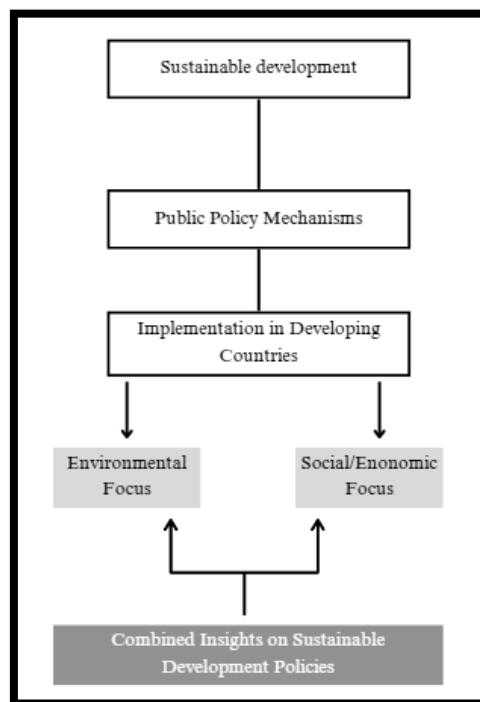 Sustainable development
Public Policy Mechanisms
Implementation in Developing
Countries
Environmental
Focus
Social/Enonomic
Focus
Combined Insights on Sustainable
Development Policies